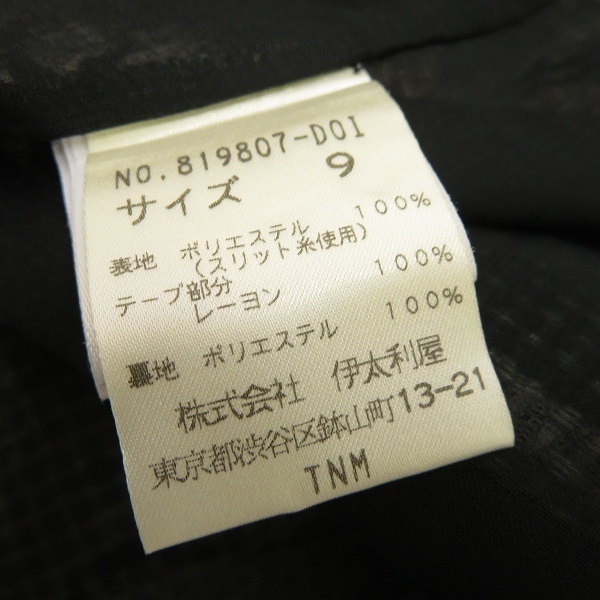 NO.819807-D01
サイズ 9
表地 ポリエステル 100%
(スリット糸使用)
テープ部分
レーヨン 100%
裏地 ポリエステル 100%
株式会社 伊太利屋
東京都渋谷区鉢山町13-21
TNM